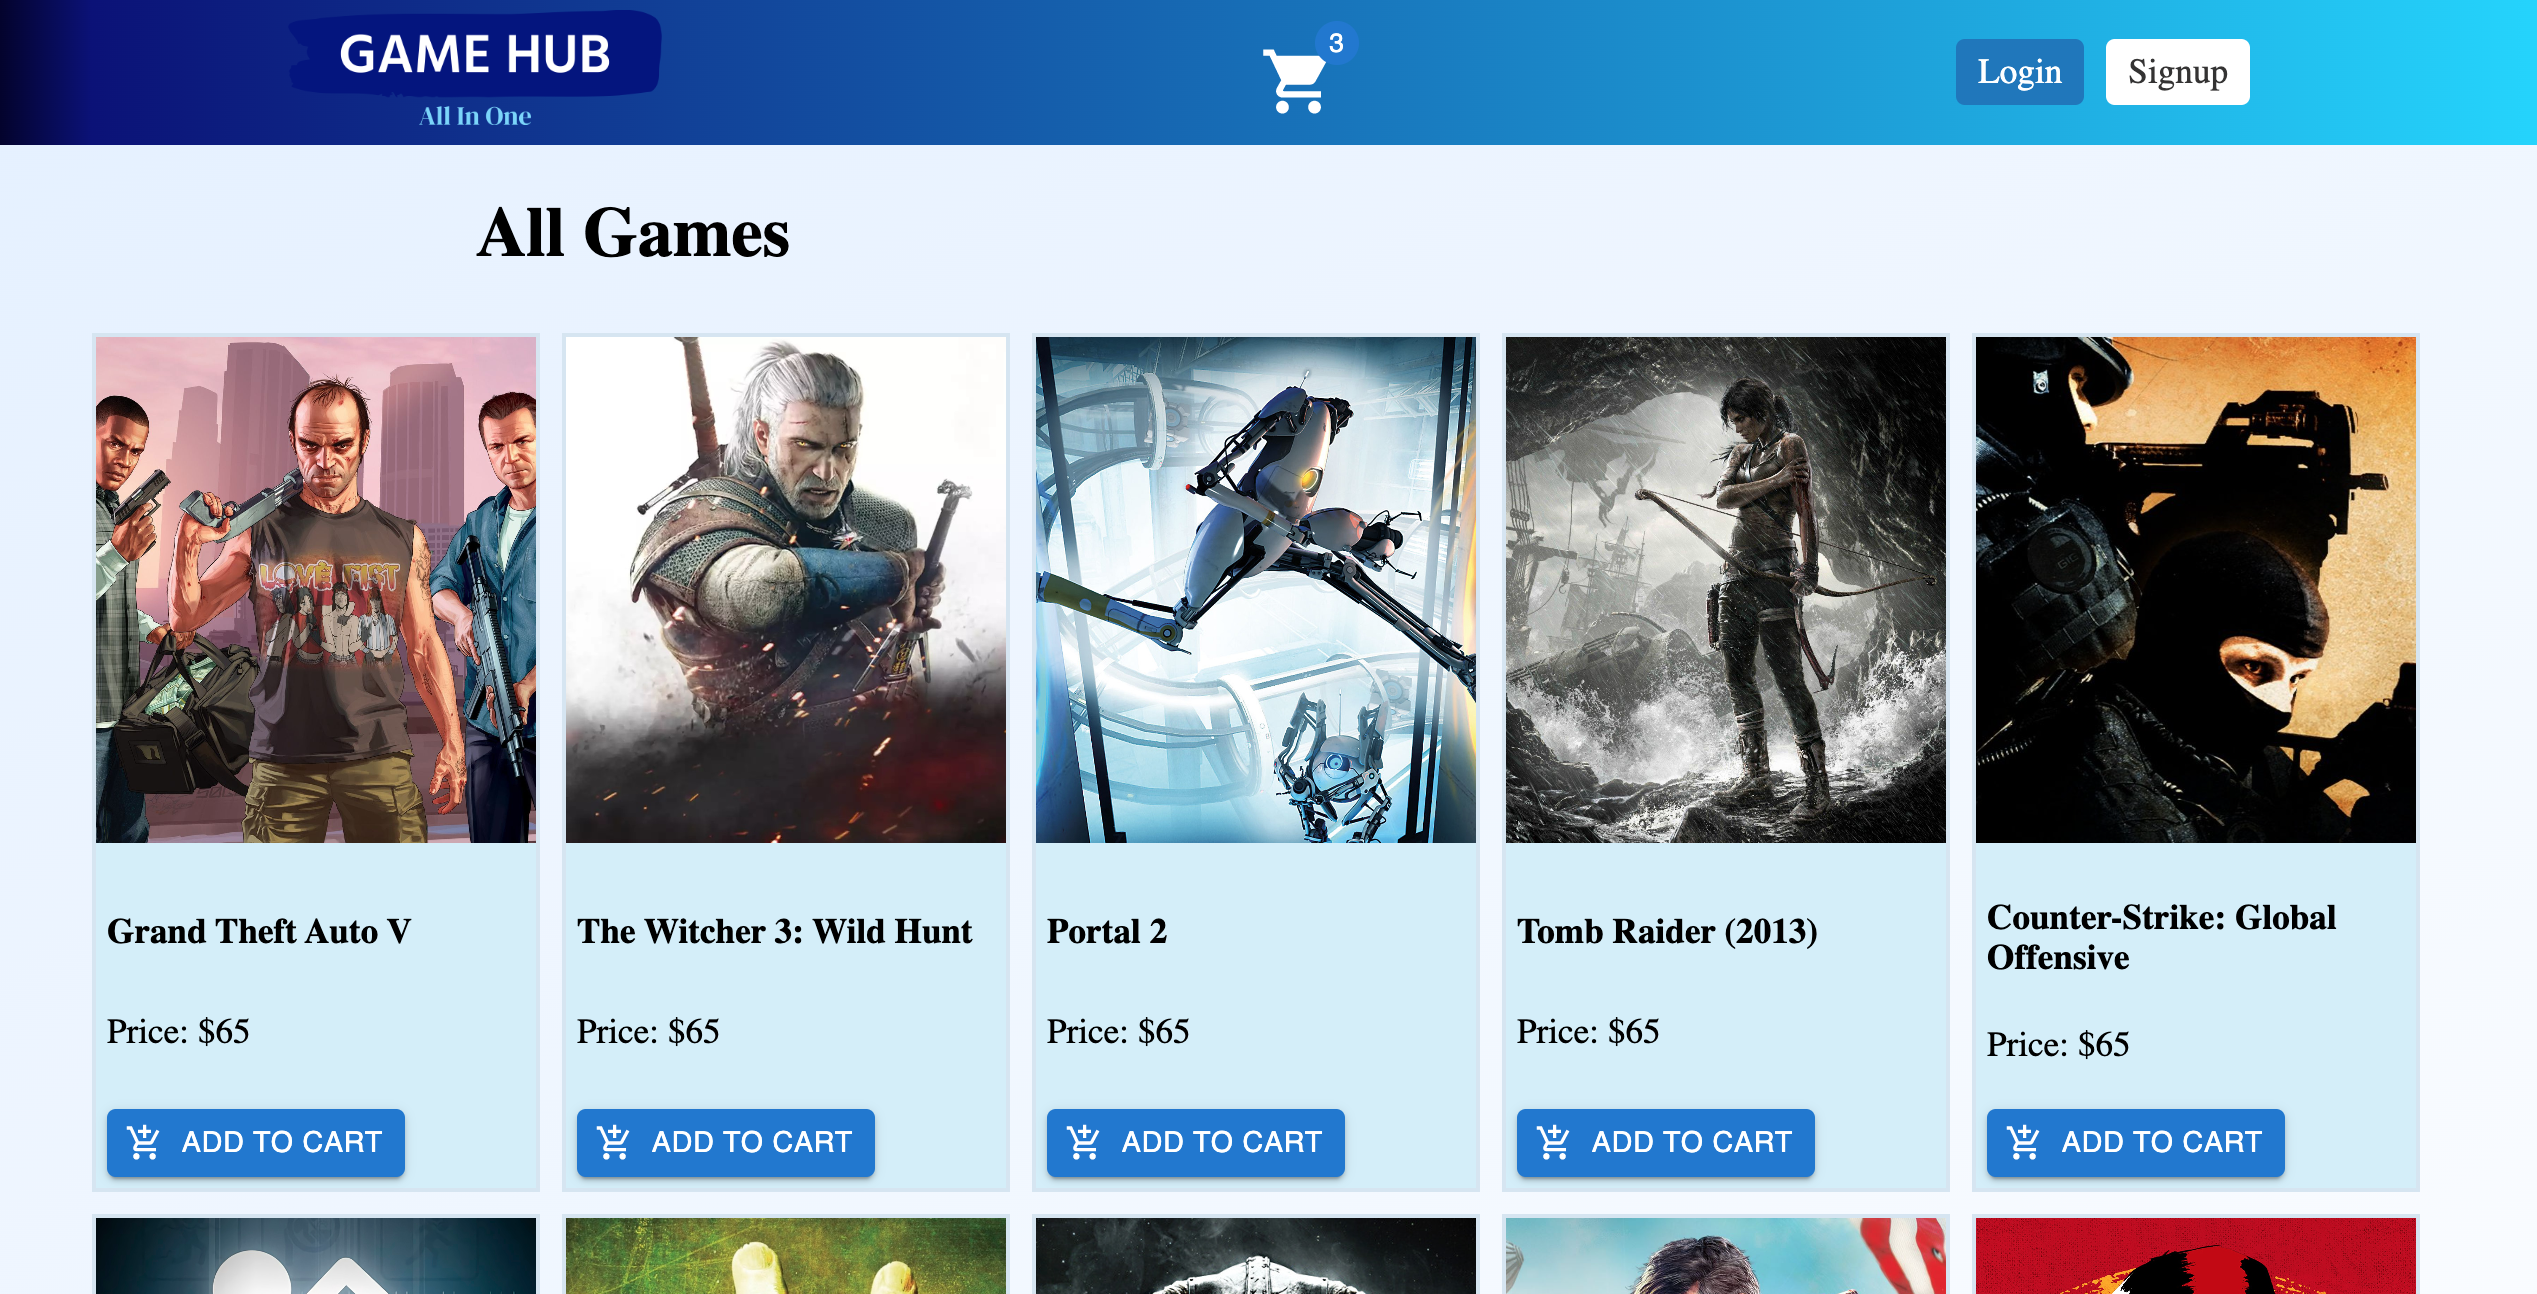 GAME HUB
All In One
3
Login
Signup
All Games
LOVE FIST
Grand Theft Auto V
Price: $65
ADD TO CART
The Witcher 3: Wild Hunt
Price: $65
ADD TO CART
Portal 2
Price: $65
ADD TO CART
Tomb Raider (2013)
Price: $65
ADD TO CART
Counter-Strike: Global
Offensive
Price: $65
ADD TO CART